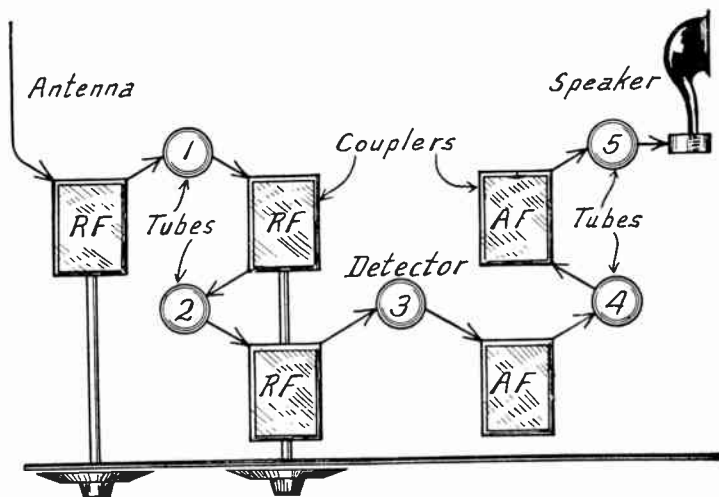 Antenna
Speaker
1
5
Couplers
RF
Tubes
RF
AF
Tubes
Detector
2
3
4
RF
AF